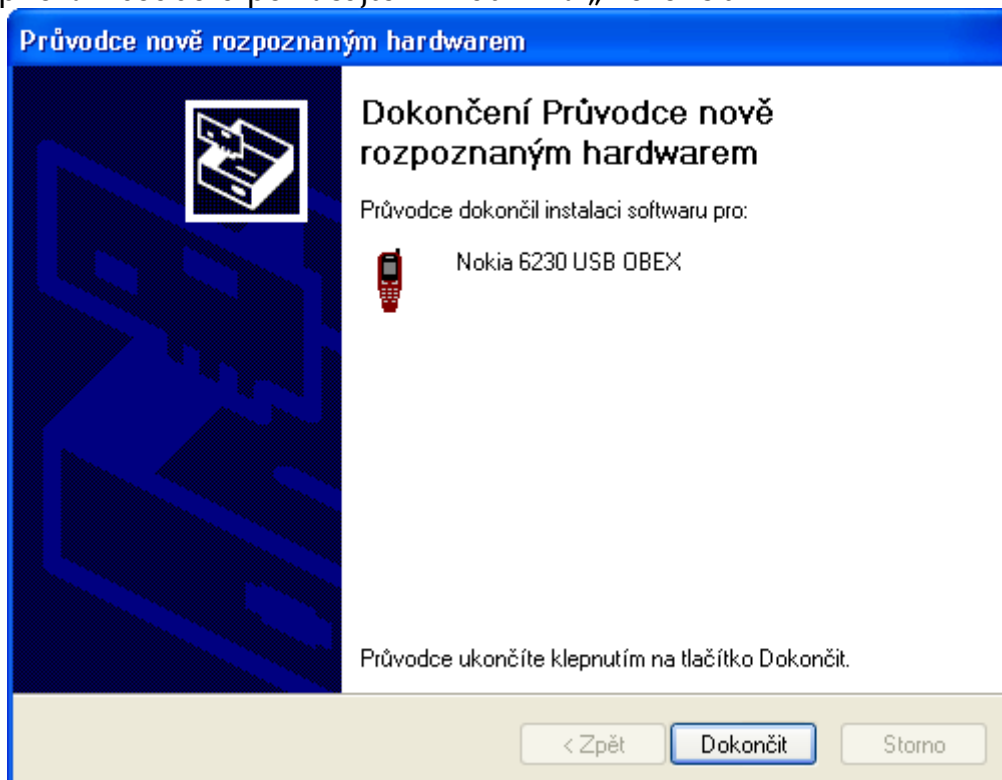 Průvodce nově rozpoznaným hardwarem
Dokončení Průvodce nově
rozpoznaným hardwarem
Průvodce dokončil instalaci softwaru pro:
Nokia 6230 USB OBEX
Průvodce ukončíte klepnutím na tlačítko Dokončit.
< Zpět
Dokončit
Storno